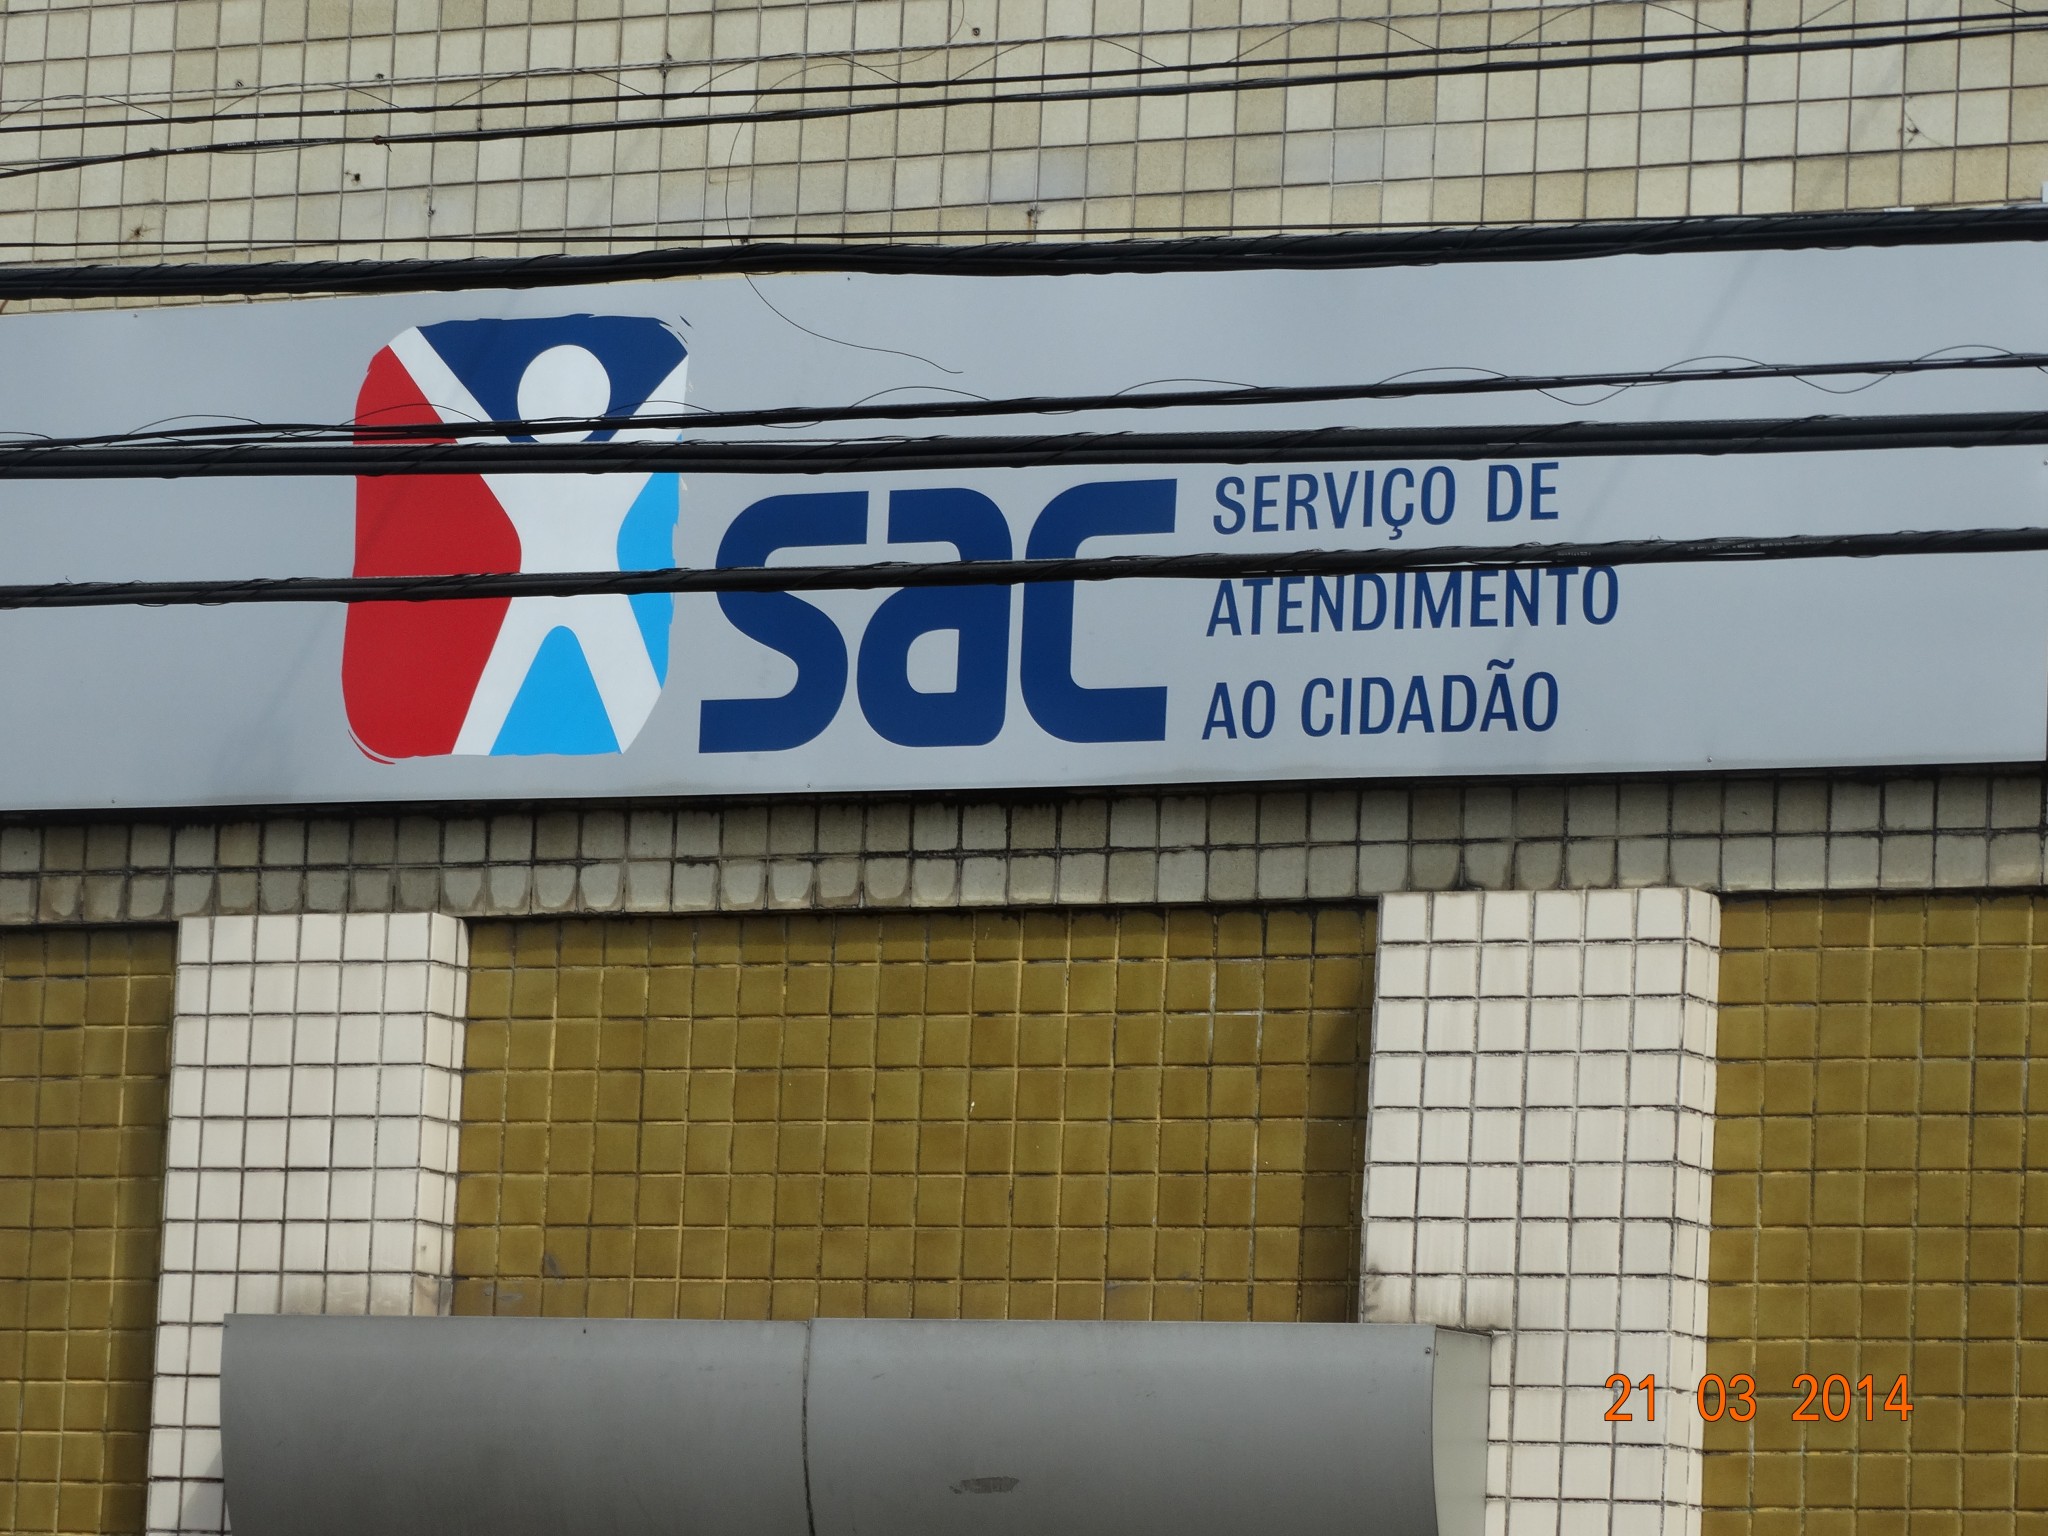 sac
SERVIÇO DE
ATENDIMENTO
AO CIDADÃO
21 03 2014